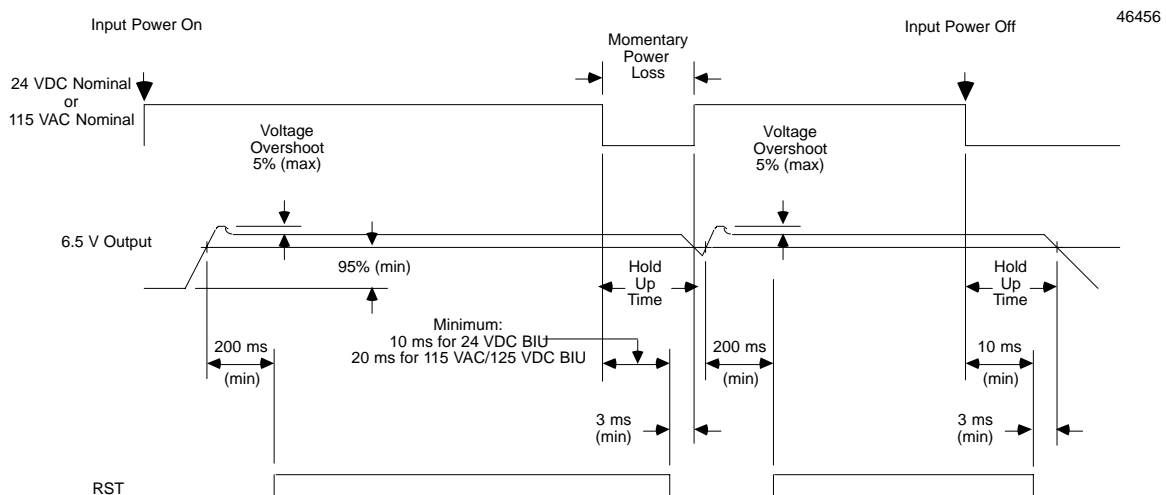 46456
Input Power On
Input Power Off
Momentary
Power
Loss
24 VDC Nominal
or
115 VAC Nominal
Voltage
Overshoot
5% (max)
Voltage
Overshoot
5% (max)
6.5 V Output
95% (min)
Hold
Up
Time
Hold
Up
Time
Minimum:
10 ms for 24 VDC BIU
20 ms for 115 VAC/125 VDC BIU
200 ms
(min)
200 ms
(min)
10 ms
(min)
3 ms
(min)
3 ms
(min)
RST